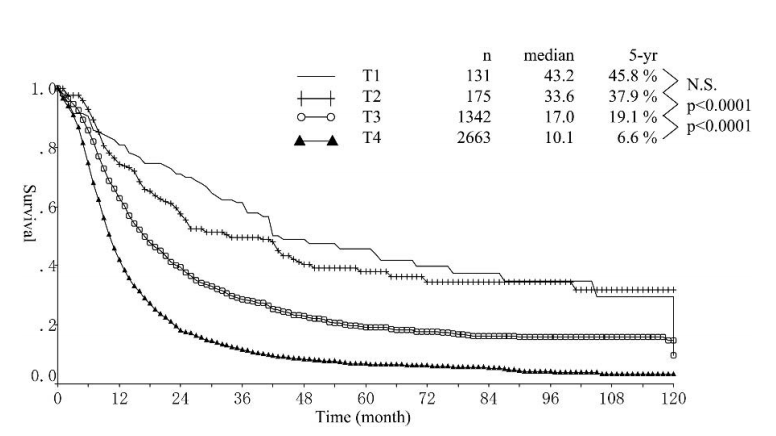 n median 5-yr
T1 131 43.2 45.8 %
N.S.
T2 175 33.6 37.9 %
p<0.0001
T3 1342 17.0 19.1 %
p<0.0001
T4 2663 10.1 6.6 %
1.0
.8
.6
.4
.2
0.0
Survival
0 12 24 36 48 60 72 84 96 108 120
Time (month)